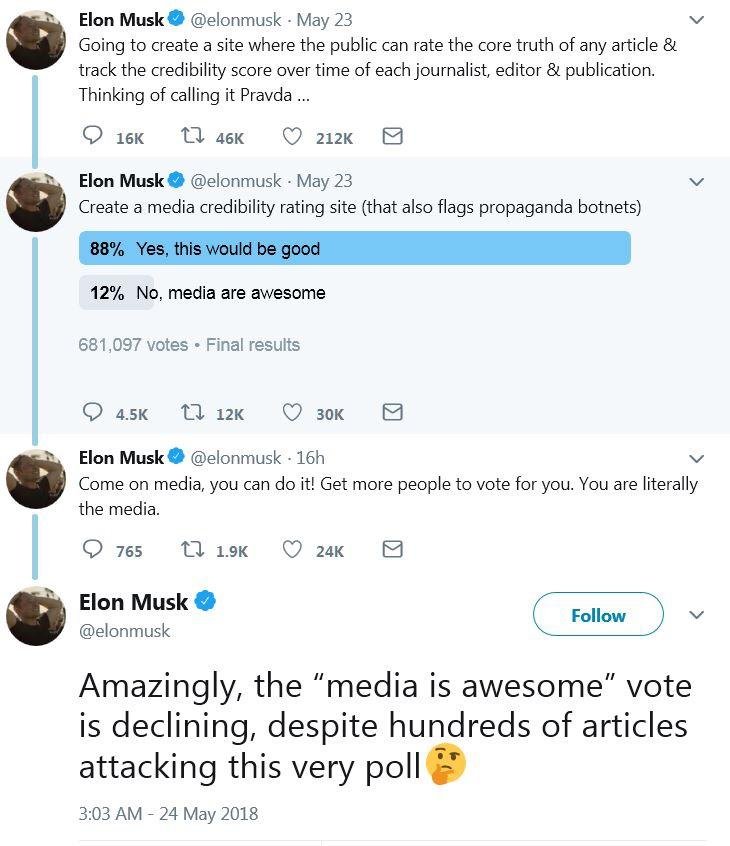 Elon Musk @elonmusk · May 23
Going to create a site where the public can rate the core truth of any article &
track the credibility score over time of each journalist, editor & publication.
Thinking of calling it Pravda ...
16K 46K 212K
Elon Musk @elonmusk · May 23
Create a media credibility rating site (that also flags propaganda botnets)
88% Yes, this would be good
12% No, media are awesome
681,097 votes • Final results
4.5K 12K 30K
Elon Musk @elonmusk · 16h
Come on media, you can do it! Get more people to vote for you. You are literally
the media.
765 1.9K 24K
Elon Musk
@elonmusk
Follow
Amazingly, the “media is awesome” vote
is declining, despite hundreds of articles
attacking this very poll🤔
3:03 AM - 24 May 2018